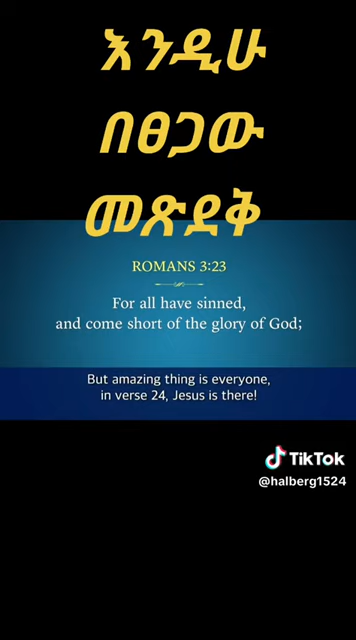 እንዲሁ
በፀጋው
መጽደቅ
ROMANS 3:23
For all have sinned,
and come short of the glory of God;
But amazing thing is everyone,
in verse 24, Jesus is there!
TikTok
@halberg1524